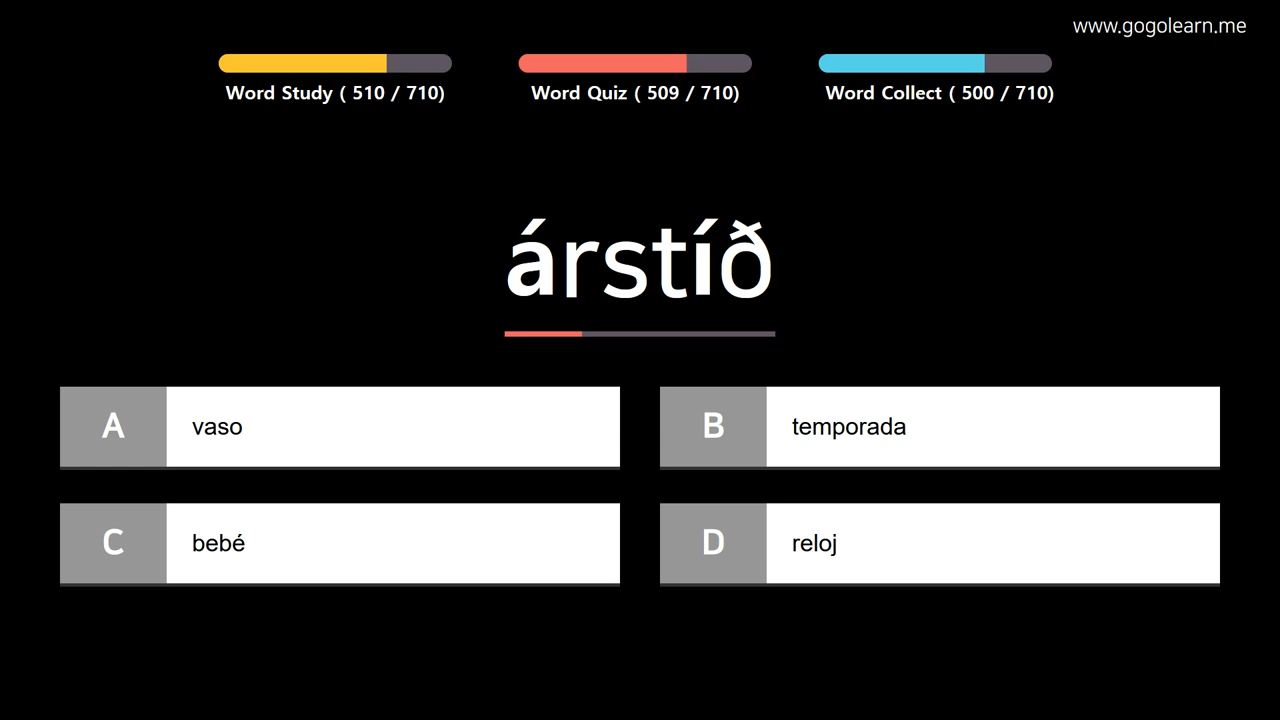 www.gogolearn.me
Word Study ( 510 / 710)
Word Quiz ( 509 / 710)
Word Collect ( 500 / 710)
árstíð
A vaso
B temporada
C bebé
D reloj